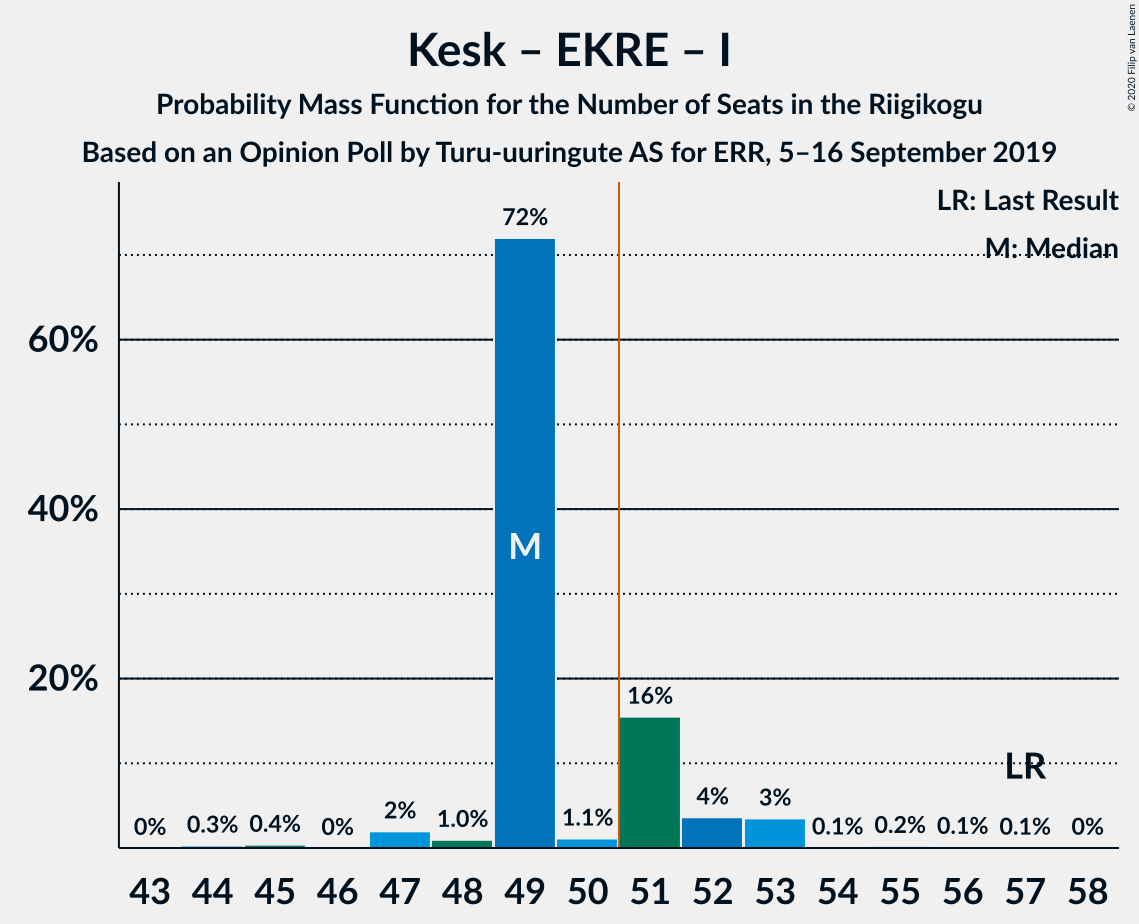 Kesk – EKRE – I
Probability Mass Function for the Number of Seats in the Riigikogu
Based on an Opinion Poll by Turu-uuringute AS for ERR, 5–16 September 2019
© 2020 Filip van Laenen
LR: Last Result
M: Median
60%
40%
20%
72%
M
16%
LR
0%
0.3%
0.4%
0%
2%
1.0%
1.1%
4%
3%
0.1%
0.2%
0.1%
0.1%
0%
43 44 45 46 47 48 49 50 51 52 53 54 55 56 57 58